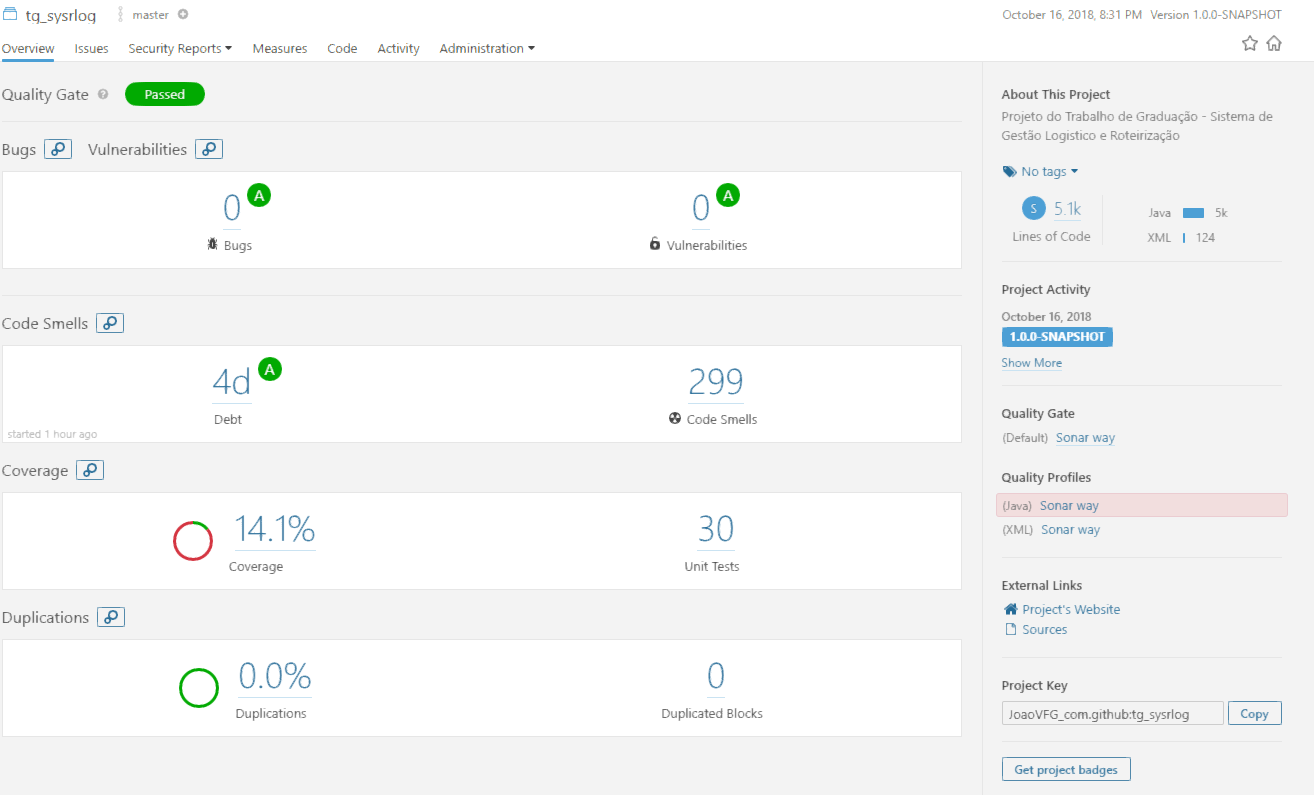 tg_sysrlog master October 16, 2018, 8:31 PM Version 1.0.0-SNAPSHOT
Overview Issues Security Reports Measures Code Activity Administration
Quality Gate ? Passed
Bugs Vulnerabilities
0 A 0 A
Bugs Vulnerabilities
Code Smells
4d A 299
Debt Code Smells
started 1 hour ago
Coverage
14.1% 30
Coverage Unit Tests
Duplications
0.0% 0
Duplications Duplicated Blocks
About This Project
Projeto do Trabalho de Graduação - Sistema de
Gestão Logistico e Roteirização
No tags
S 5.1k
Lines of Code
Java 5k
XML 124
Project Activity
October 16, 2018
1.0.0-SNAPSHOT
Show More
Quality Gate
(Default) Sonar way
Quality Profiles
(Java) Sonar way
(XML) Sonar way
External Links
Project's Website
Sources
Project Key
JoaoVFG_com.github:tg_sysrlog Copy
Get project badges